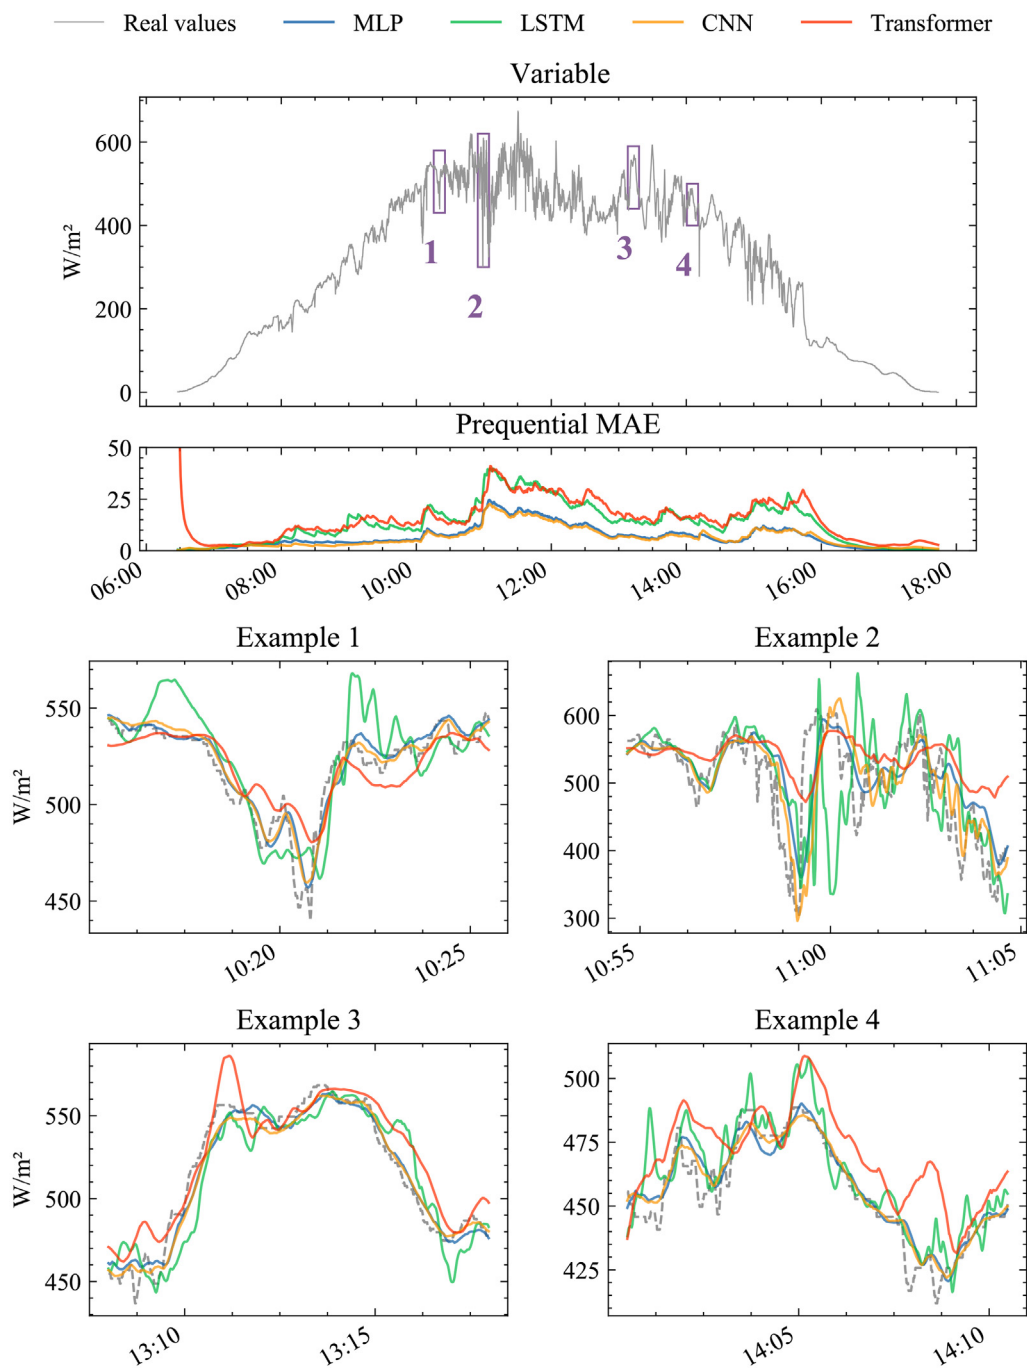 Real values MLP LSTM CNN Transformer
Variable
W/m²
600
400
200
0
1
2
3
4
Prequential MAE
50
25
0
06:00 08:00 10:00 12:00 14:00 16:00 18:00
Example 1
W/m²
550
500
450
10:20 10:25
Example 2
600
500
400
300
10:55 11:00 11:05
Example 3
W/m²
550
500
450
13:10 13:15
Example 4
500
475
450
425
14:05 14:10